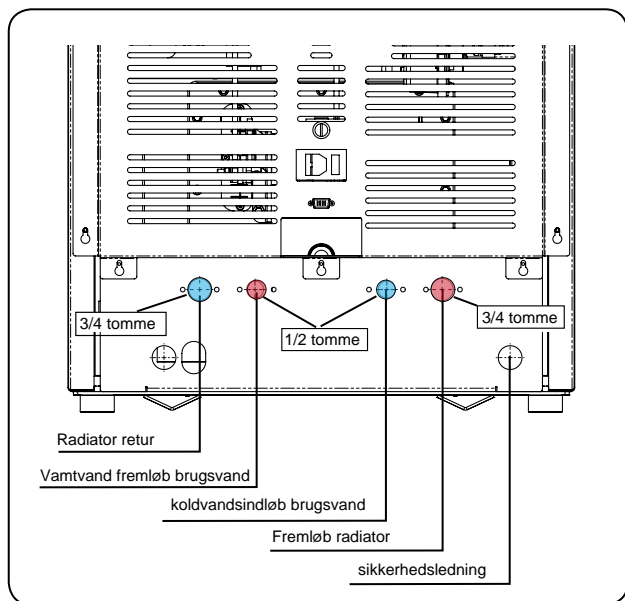 3/4 tomme
1/2 tomme
3/4 tomme
Radiator retur
Vamtvand fremløb brugsvand
koldvandsindløb brugsvand
Fremløb radiator
sikkerhedsledning